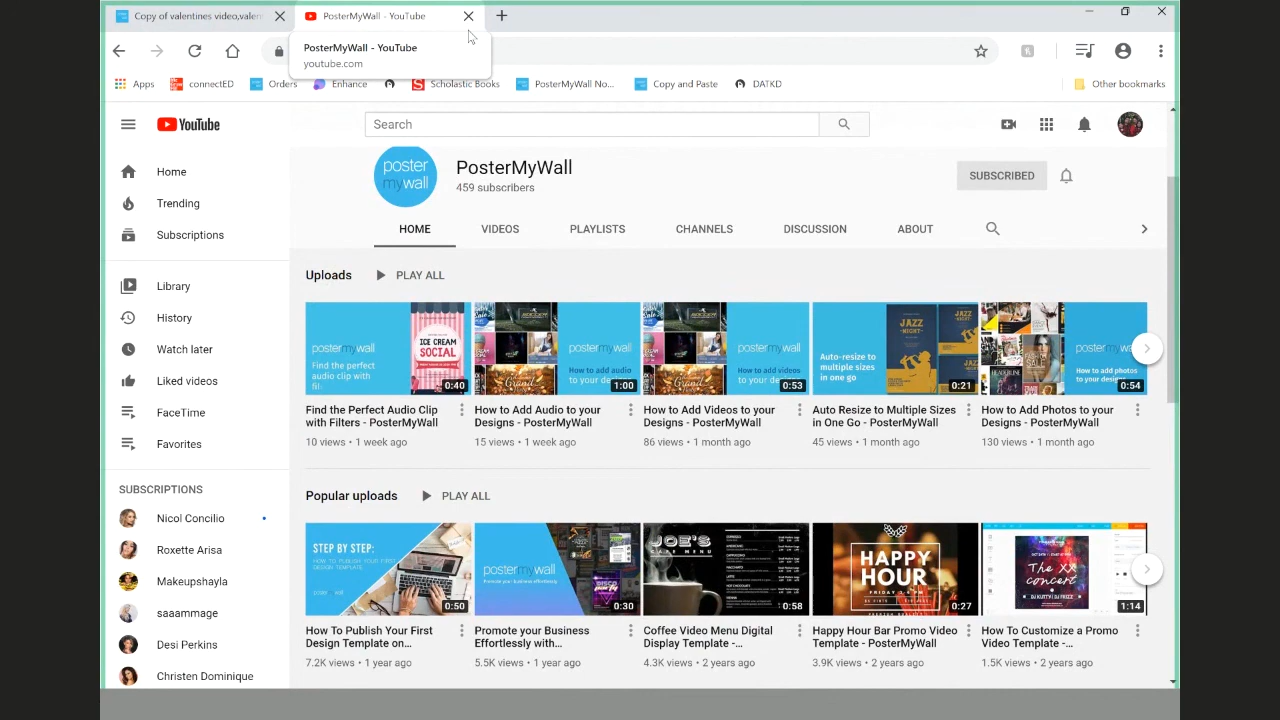 Copy of valentines video,valen
PosterMyWall - YouTube
PosterMyWall - YouTube
youtube.com
Apps
connectED
Orders
Enhance
Scholastic Books
PosterMyWall No...
Copy and Paste
DATKD
Other bookmarks
YouTube
Search
Home
Trending
Subscriptions
Library
History
Watch later
Liked videos
FaceTime
Favorites
SUBSCRIPTIONS
Nicol Concilio
Roxette Arisa
Makeupshayla
saaammage
Desi Perkins
Christen Dominique
poster
my wall
PosterMyWall
459 subscribers
SUBSCRIBED
HOME
VIDEOS
PLAYLISTS
CHANNELS
DISCUSSION
ABOUT
Uploads
PLAY ALL
postermywall
Find the perfect
audio clip with
ICE CREAM
SOCIAL
0:40
Find the Perfect Audio Clip
with Filters - PosterMyWall
10 views • 1 week ago
postermywall
How to add audio
to your designs
1:00
How to Add Audio to your
Designs - PosterMyWall
15 views • 1 week ago
postermywall
How to add videos
to your designs
0:53
How to Add Videos to your
Designs - PosterMyWall
86 views • 1 month ago
Auto-resize to
multiple sizes
in one go
JAZZ
NIGHT
0:21
Auto Resize to Multiple Sizes
in One Go - PosterMyWall
45 views • 1 month ago
How to add photos
to your designs
0:54
How to Add Photos to your
Designs - PosterMyWall
130 views • 1 month ago
Popular uploads
PLAY ALL
STEP BY STEP:
HOW TO PUBLISH YOUR FIRST
DESIGN TEMPLATE
0:50
How To Publish Your First
Design Template on...
7.2K views • 1 year ago
postermywall
Promote your business effortlessly
0:30
Promote your Business
Effortlessly with...
5.5K views • 1 year ago
JOE'S
CAFE MENU
0:58
Coffee Video Menu Digital
Display Template -...
4.3K views • 2 years ago
HAPPY
HOUR
0:27
Happy Hour Bar Promo Video
Template - PosterMyWall
3.9K views • 2 years ago
The XX
concert
1:14
How To Customize a Promo
Video Template -...
1.5K views • 2 years ago